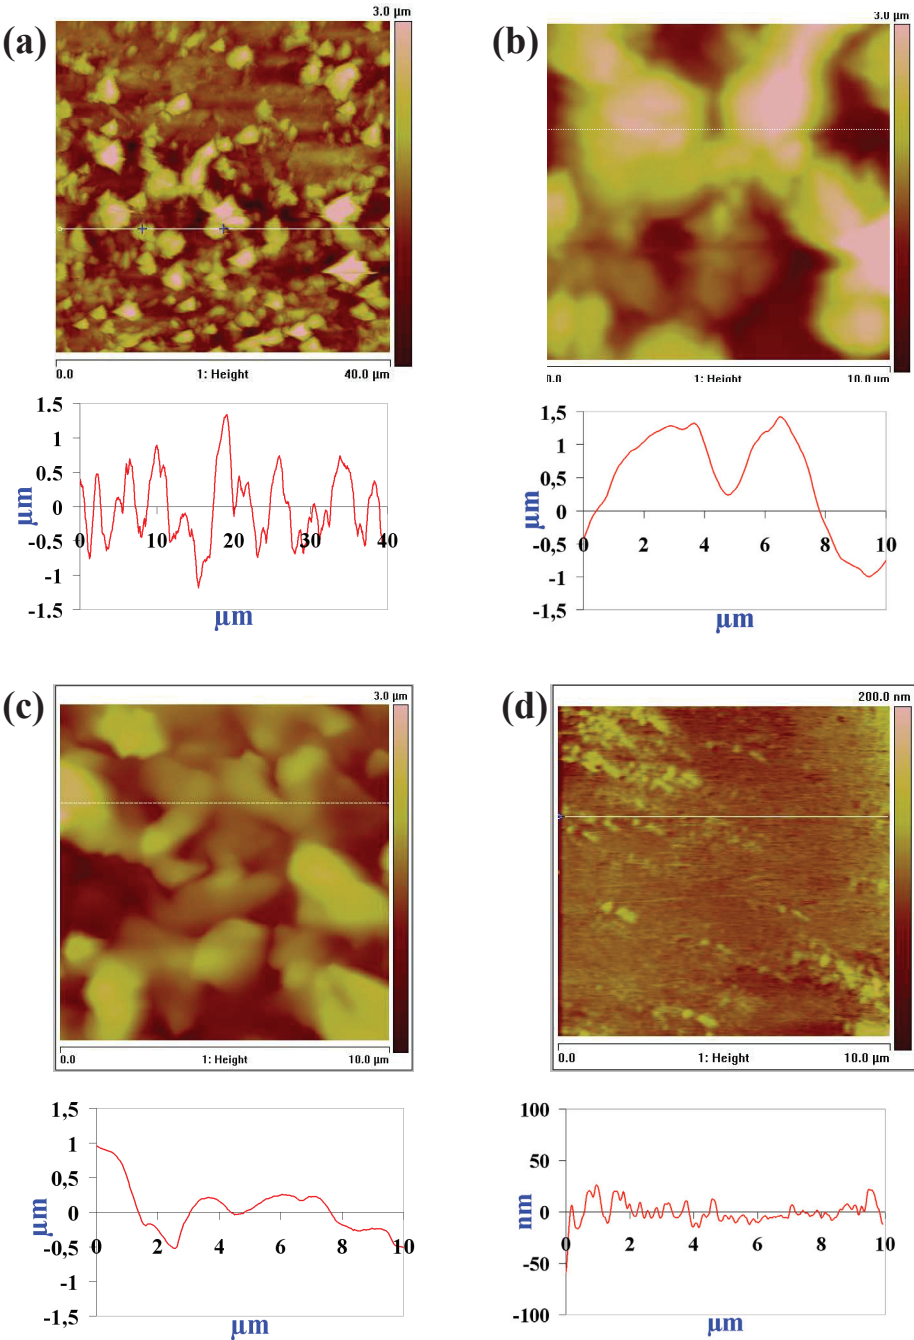 (a)
3.0 µm
0.0 1: Height 40.0 µm
1.5
1
0.5
0
-0.5
-1
-1.5
0 10 20 30 40
µm
µm
(b)
3.0 µm
0.0 1: Height 10.0 µm
1,5
1
0,5
0
-0,5
-1
-1,5
0 2 4 6 8 10
µm
µm
(c)
3.0 µm
0.0 1: Height 10.0 µm
1,5
1
0,5
0
-0,5
-1
-1,5
0 2 4 6 8 10
µm
µm
(d)
200.0 nm
0.0 1: Height 10.0 µm
100
50
0
-50
-100
0 2 4 6 8 10
nm
µm